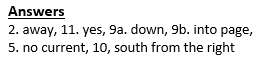 Answers
2. away, 11. yes, 9a. down, 9b. into page,
5. no current, 10, south from the right